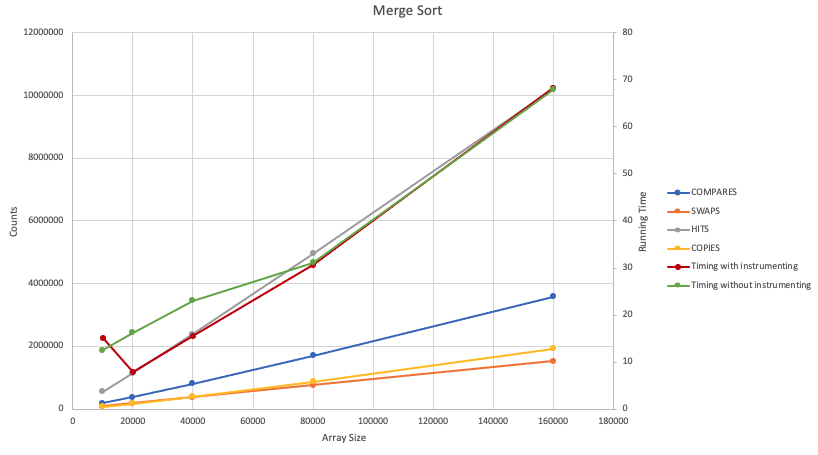 Merge Sort
12000000
10000000
8000000
6000000
4000000
2000000
0
Counts
80
70
60
50
40
30
20
10
0
Running Time
0
20000
40000
60000
80000
100000
120000
140000
160000
180000
Array Size
COMPARES
SWAPS
HITS
COPIES
Timing with instrumenting
Timing without instrumenting